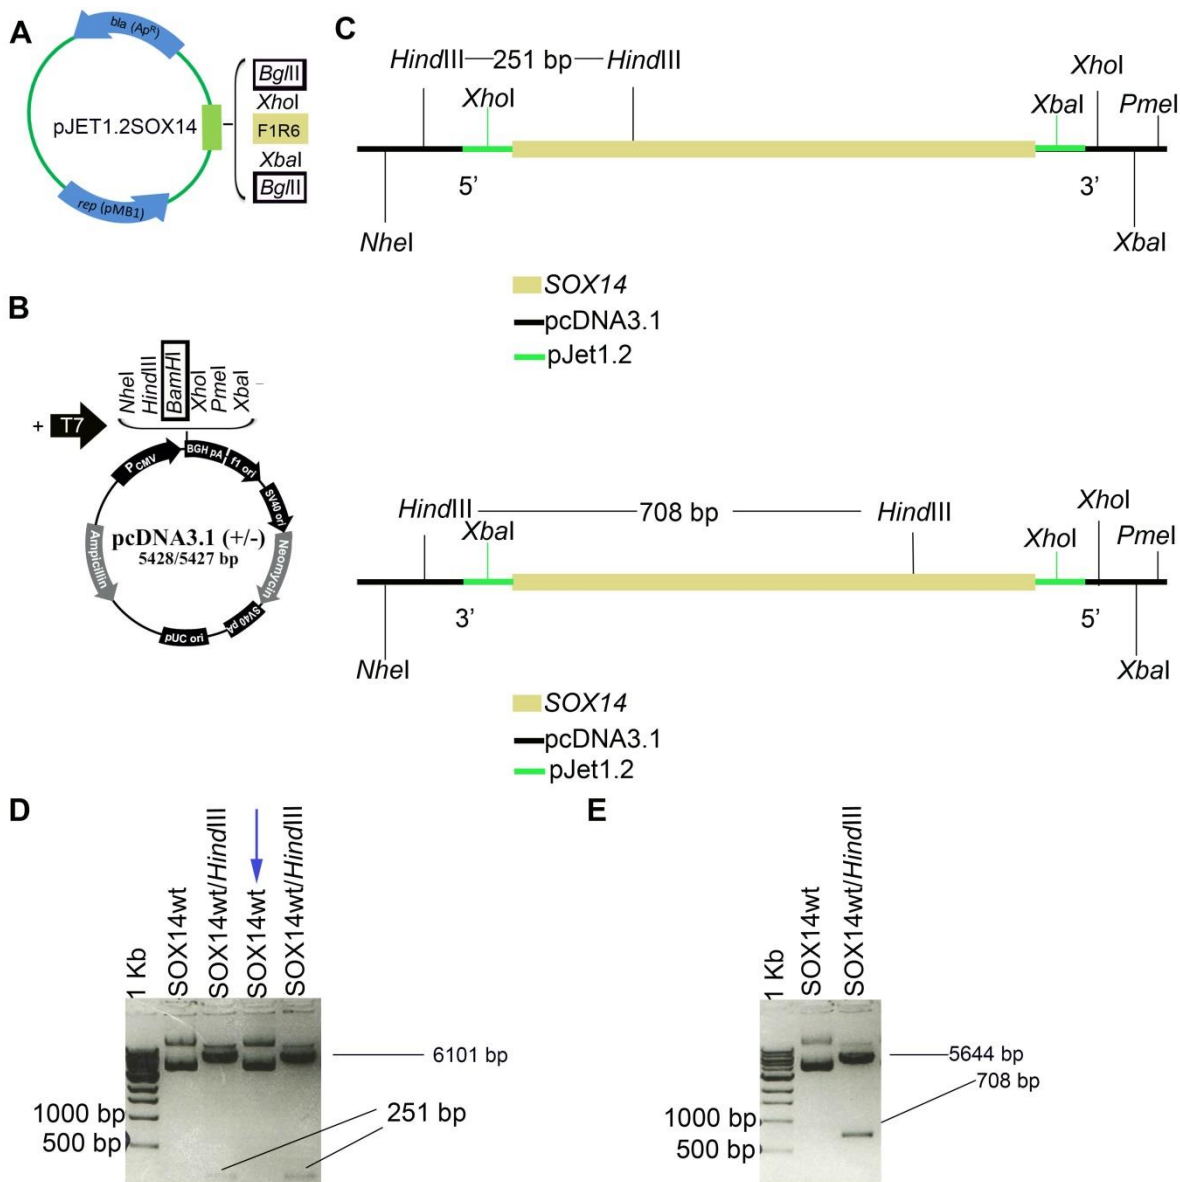 A
bla (Ap^R)
pJET1.2SOX14
rep (pMB1)
BglII
XhoI
F1R6
XbaI
BglII
B
+ T7
NheI
HindIII
BamHI
XhoI
PmeI
XbaI
P CMV
BGH pA
f1 ori
SV40 ori
Neomycin
SV40 pA
pUC ori
Ampicillin
pcDNA3.1 (+/-)
5428/5427 bp
C
HindIII 251 bp HindIII
XhoI
XbaI
XhoI
PmeI
5’
3’
NheI
XbaI
SOX14
pcDNA3.1
pJet1.2
HindIII 708 bp HindIII
XbaI
XhoI
XhoI
PmeI
3’
5’
NheI
XbaI
SOX14
pcDNA3.1
pJet1.2
D
1 Kb
SOX14wt
SOX14wt/HindIII
SOX14wt
SOX14wt/HindIII
6101 bp
251 bp
1000 bp
500 bp
E
1 Kb
SOX14wt
SOX14wt/HindIII
5644 bp
708 bp
1000 bp
500 bp